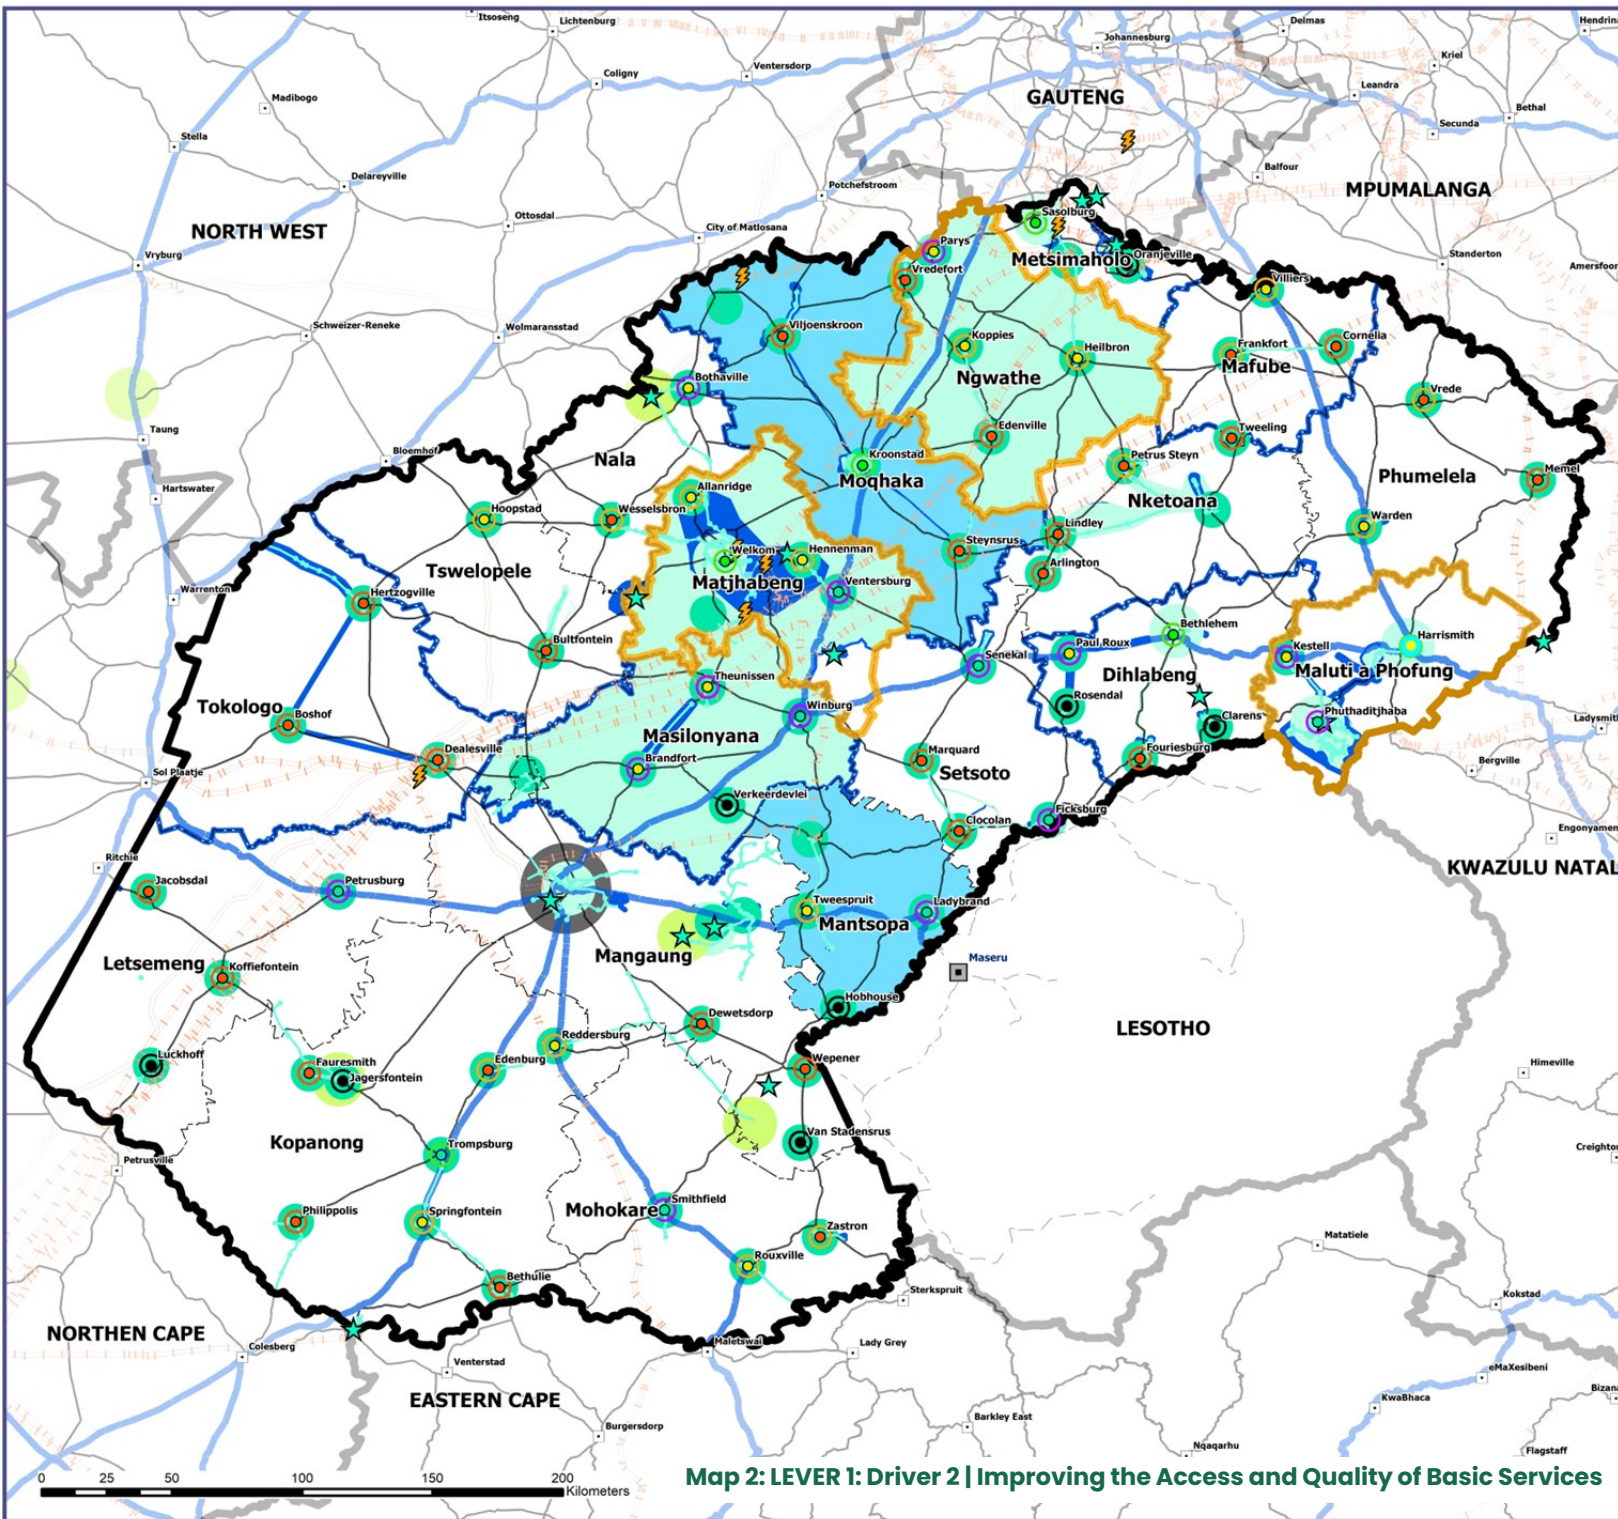 Itsoseng
Lichtenburg
Delmas
Hendrin
Johannesburg
Kriel
Coligny
Ventersdorp
Leandra
Madibogo
GAUTENG
Bethal
Stella
Secunda
Balfour
Delareyville
Potchefstroom
MPUMALANGA
Ottosdal
Sasolburg
NORTH WEST
City of Matlosana
Parys
Metsimaholo
Oranjeville
Vryburg
Vredefort
Standerton
Amersfoor
Villiers
Schweizer-Reneke
Wolmaransstad
Viljoenskroon
Koppies
Heilbron
Frankfort
Cornelia
Mafube
Ngwathe
Bothaville
Vrede
Taung
Edenville
Tweeling
Bloemhof
Nala
Kroonstad
Petrus Steyn
Memel
Moqhaka
Phumelela
Hartswater
Allanridge
Nketoana
Hoopstad
Wesselsbron
Warden
Lindley
Steynsrus
Welkom
Hennenman
Arlington
Tswelopele
Matjhabeng
Ventersburg
Warrenton
Hertzogville
Bethlehem
Bultfontein
Harrismith
Paul Roux
Kestell
Senekal
Dihlabeng
Maluti a Phofung
Theunissen
Rosendal
Tokologo
Boshof
Winburg
Clarens
Phuthaditjhaba
Ladysmith
Masilonyana
Dealesville
Marquard
Fouriesburg
Brandfort
Setsoto
Bergville
Sol Plaatje
Verkeerdevlei
Ficksburg
Clocolan
Engonyamen
Ritchie
KWAZULU NATAL
Jacobsdal
Petrusburg
Tweespruit
Ladybrand
Mantsopa
Mangaung
Maseru
Letsemeng
Koffiefontein
Hobhouse
Dewetsdorp
LESOTHO
Reddersburg
Luckhoff
Fauresmith
Edenburg
Wepener
Himeville
Jagersfontein
Van Stadensrus
Kopanong
Trompsburg
Creighton
Petrusville
Smithfield
Philippolis
Springfontein
Mohokare
Zastron
Matatiele
Rouxville
Bethulie
Sterkspruit
Kokstad
NORTHEN CAPE
Colesberg
Maletswai
Lady Grey
Venterstad
eMaXesibeni
EASTERN CAPE
KwaBhaca
Bizana
Barkley East
Burgersdorp
Nqaqarhu
Flagstaff
0 25 50 100 150 200
Kilometers
Map 2: LEVER 1: Driver 2 | Improving the Access and Quality of Basic Services